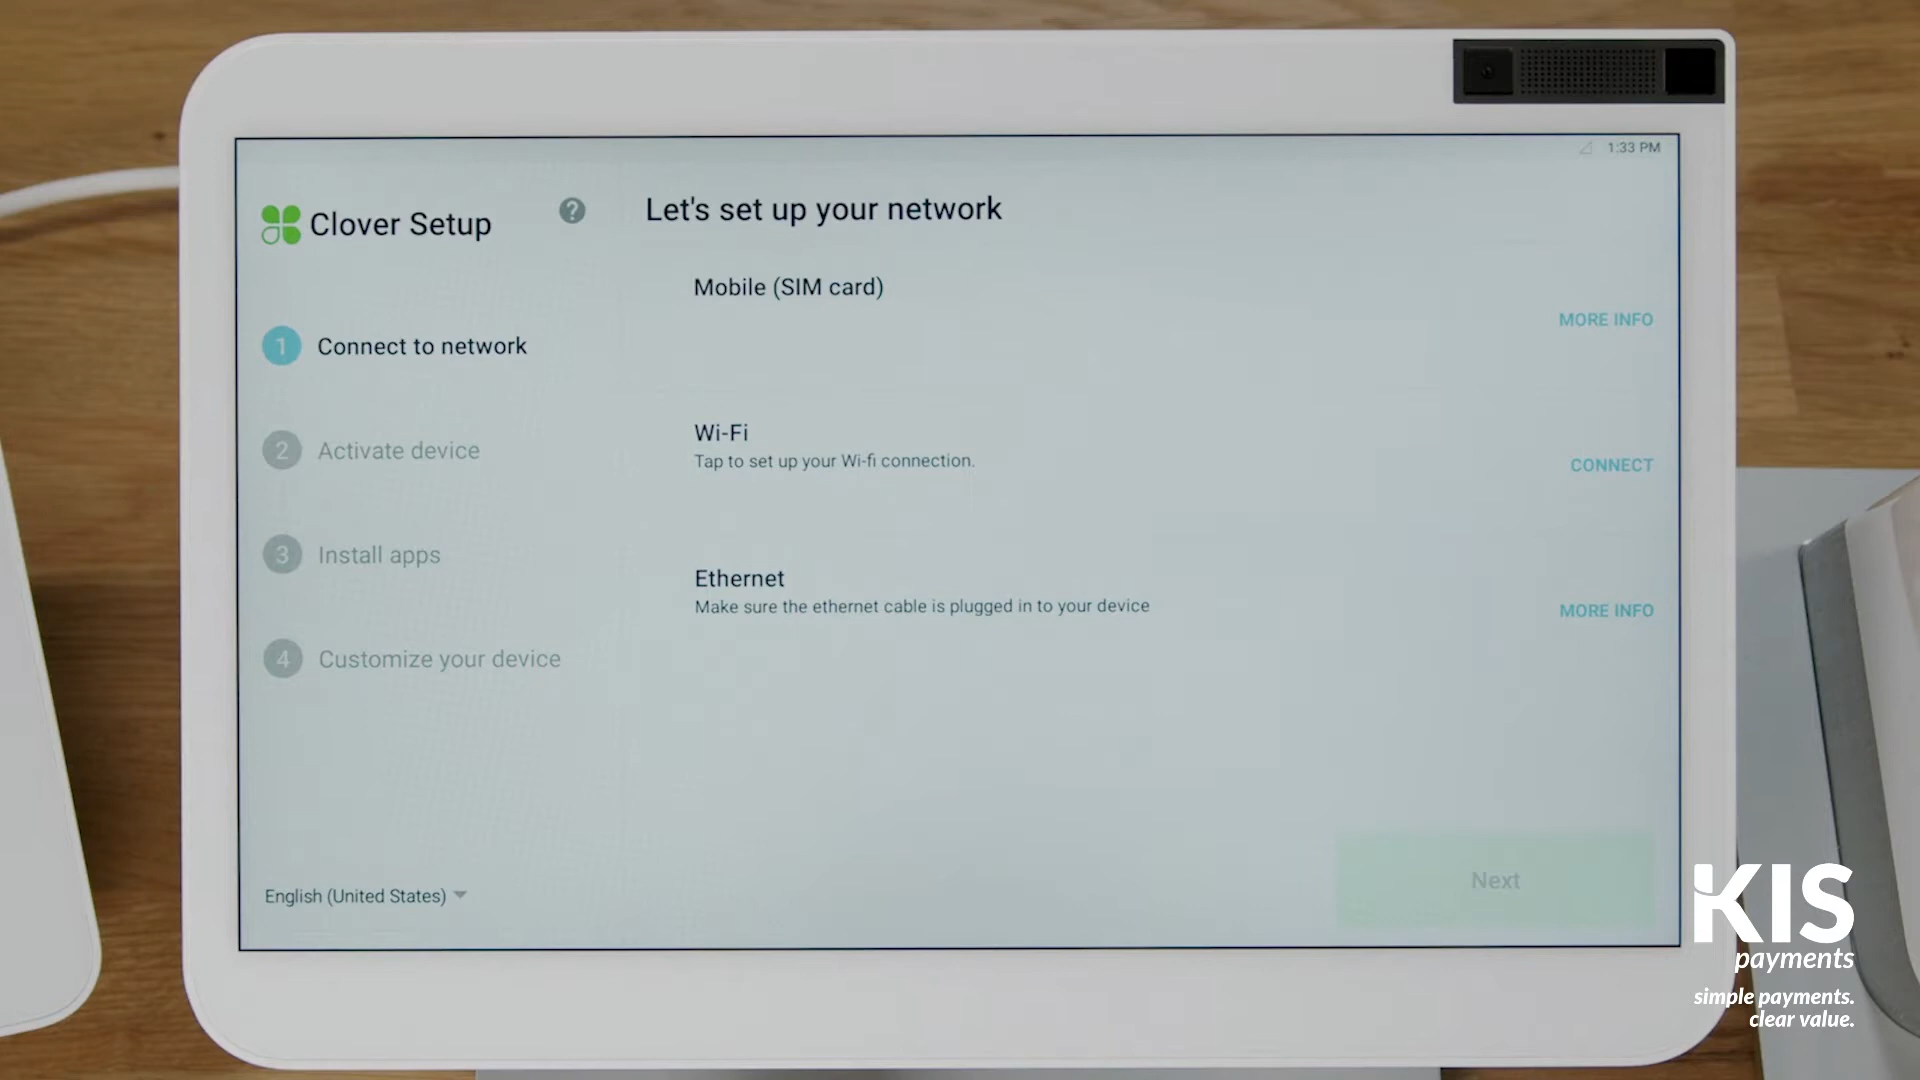 1:33 PM
Clover Setup
?
Let's set up your network
Mobile (SIM card)
MORE INFO
1 Connect to network
Wi-Fi
Tap to set up your Wi-fi connection.
CONNECT
2 Activate device
3 Install apps
Ethernet
Make sure the ethernet cable is plugged in to your device
MORE INFO
4 Customize your device
English (United States)
Next
KIS
payments
simple payments.
clear value.